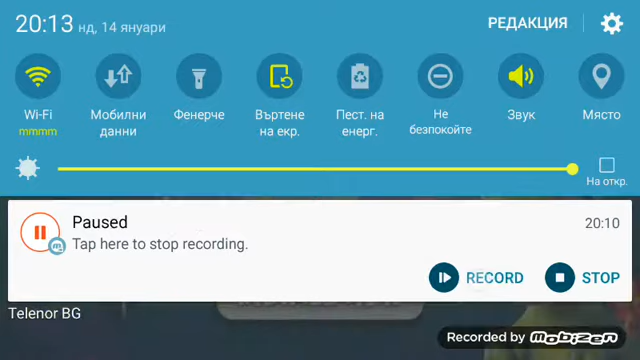 20:13 нд, 14 януари
РЕДАКЦИЯ
Wi-Fi
mmmm
Мобилни
данни
Фенерче
Въртене
на екр.
Пест. на
енерг.
Не
безпокойте
Звук
Място
На откр.
Paused
20:10
Tap here to stop recording.
RECORD
STOP
Telenor BG
Recorded by mobizen